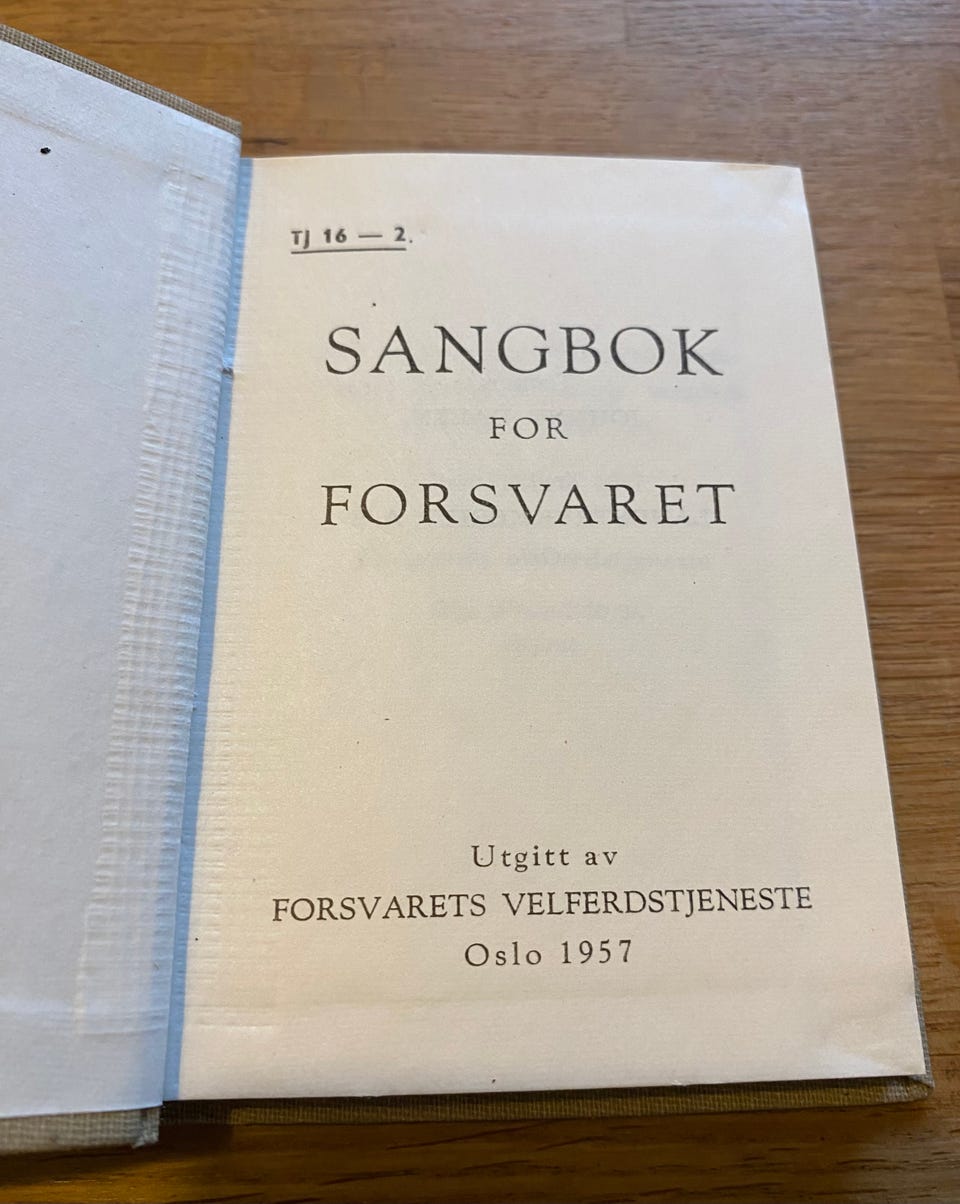 TJ 16 — 2.
SANGBOK
FOR
FORSVARET
Utgitt av
FORSVARETS VELFERDSTJENESTE
Oslo 1957